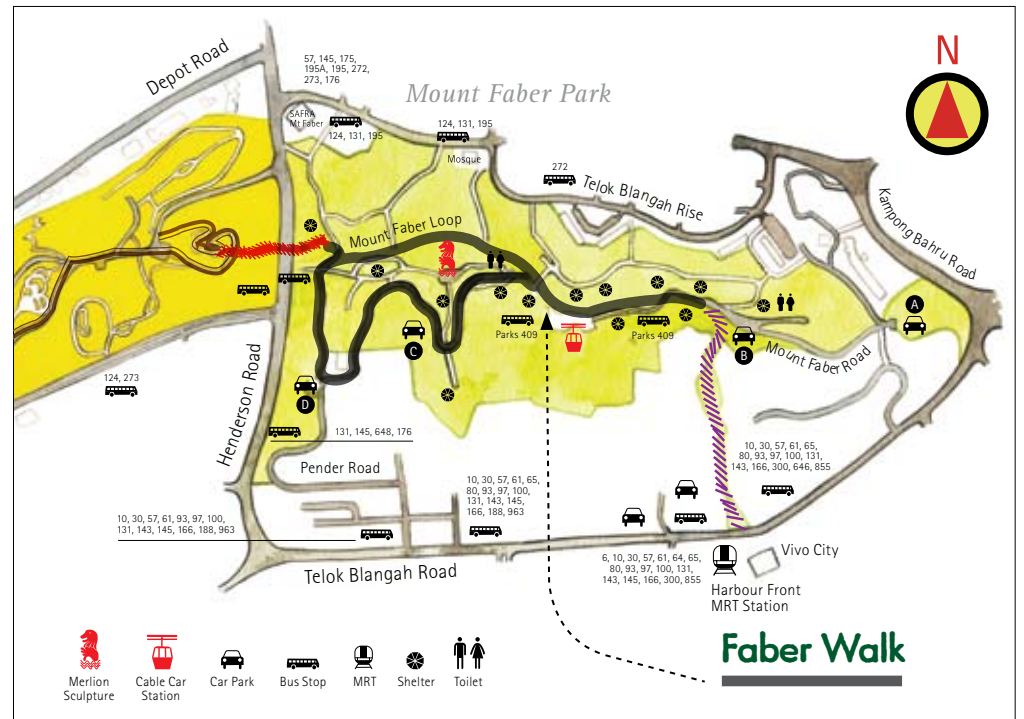 N
Depot Road
57, 145, 175,
195A, 195, 272,
273, 176
Mount Faber Park
SAFRA
Mt Faber
124, 131, 195
124, 131, 195
Mosque
272
Telok Blangah Rise
Kampong Bahru Road
Mount Faber Loop
A
Parks 409
Parks 409
B
Mount Faber Road
C
D
124, 273
Henderson Road
131, 145, 648, 176
Pender Road
10, 30, 57, 61, 65,
80, 93, 97, 100,
131, 143, 145,
166, 188, 963
10, 30, 57, 61, 65,
80, 93, 97, 100, 131,
143, 166, 300, 646, 855
10, 30, 57, 61, 93, 97, 100,
131, 143, 145, 166, 188, 963
Telok Blangah Road
6, 10, 30, 57, 61, 64, 65,
80, 93, 97, 100, 131,
143, 145, 166, 300, 855
Vivo City
Harbour Front
MRT Station
Faber Walk
Merlion
Sculpture
Cable Car
Station
Car Park
Bus Stop
MRT
Shelter
Toilet